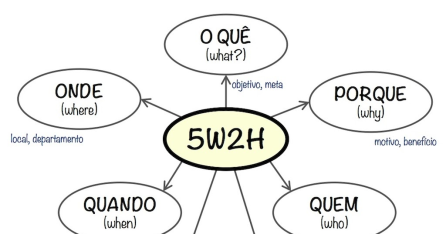 O QUÊ
(what?)
objetivo, meta
ONDE
(where)
local, departamento
PORQUE
(why)
motivo, benefício
5W2H
QUANDO
(when)
QUEM
(who)